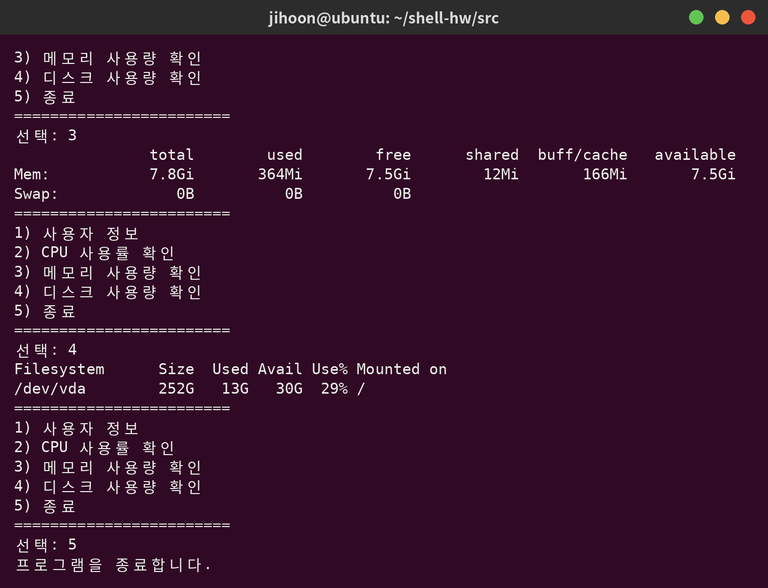 jihoon@ubuntu: ~/shell-hw/src
3) 메모리 사용량 확인
4) 디스크 사용량 확인
5) 종료
========================
선택: 3
               total        used        free      shared  buff/cache   available
Mem:           7.8Gi       364Mi       7.5Gi        12Mi       166Mi       7.5Gi
Swap:             0B          0B          0B
========================
1) 사용자 정보
2) CPU 사용률 확인
3) 메모리 사용량 확인
4) 디스크 사용량 확인
5) 종료
========================
선택: 4
Filesystem      Size  Used Avail Use% Mounted on
/dev/vda        252G   13G   30G  29% /
========================
1) 사용자 정보
2) CPU 사용률 확인
3) 메모리 사용량 확인
4) 디스크 사용량 확인
5) 종료
========================
선택: 5
프로그램을 종료합니다.